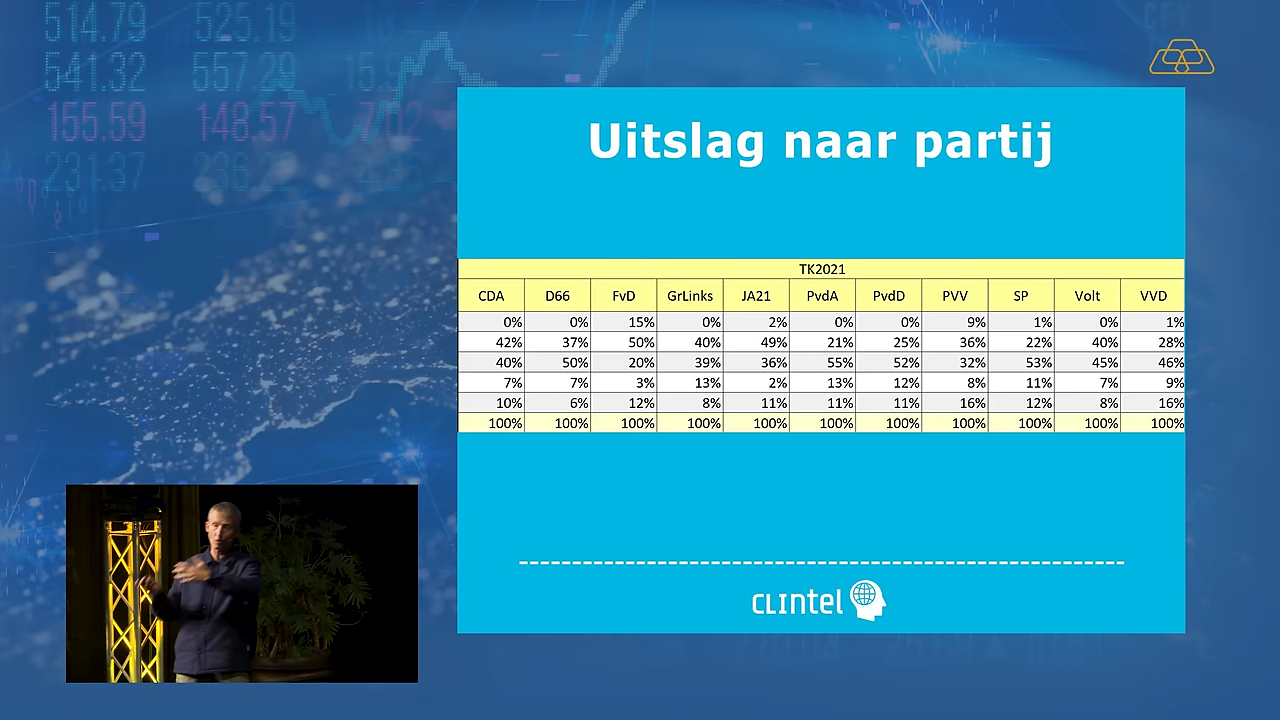 514.79 525.19
541.32 557.29
155.59 148.57 7.02
231.37
Uitslag naar partij
TK2021
CDA D66 FvD GrLinks JA21 PvdA PvdD PVV SP Volt VVD
0% 0% 15% 0% 2% 0% 0% 9% 1% 0% 1%
42% 37% 50% 40% 49% 21% 25% 36% 22% 40% 28%
40% 50% 20% 39% 36% 55% 52% 32% 53% 45% 46%
7% 7% 3% 13% 2% 13% 12% 8% 11% 7% 9%
10% 6% 12% 8% 11% 11% 11% 16% 12% 8% 16%
100% 100% 100% 100% 100% 100% 100% 100% 100% 100% 100%
CLINtel